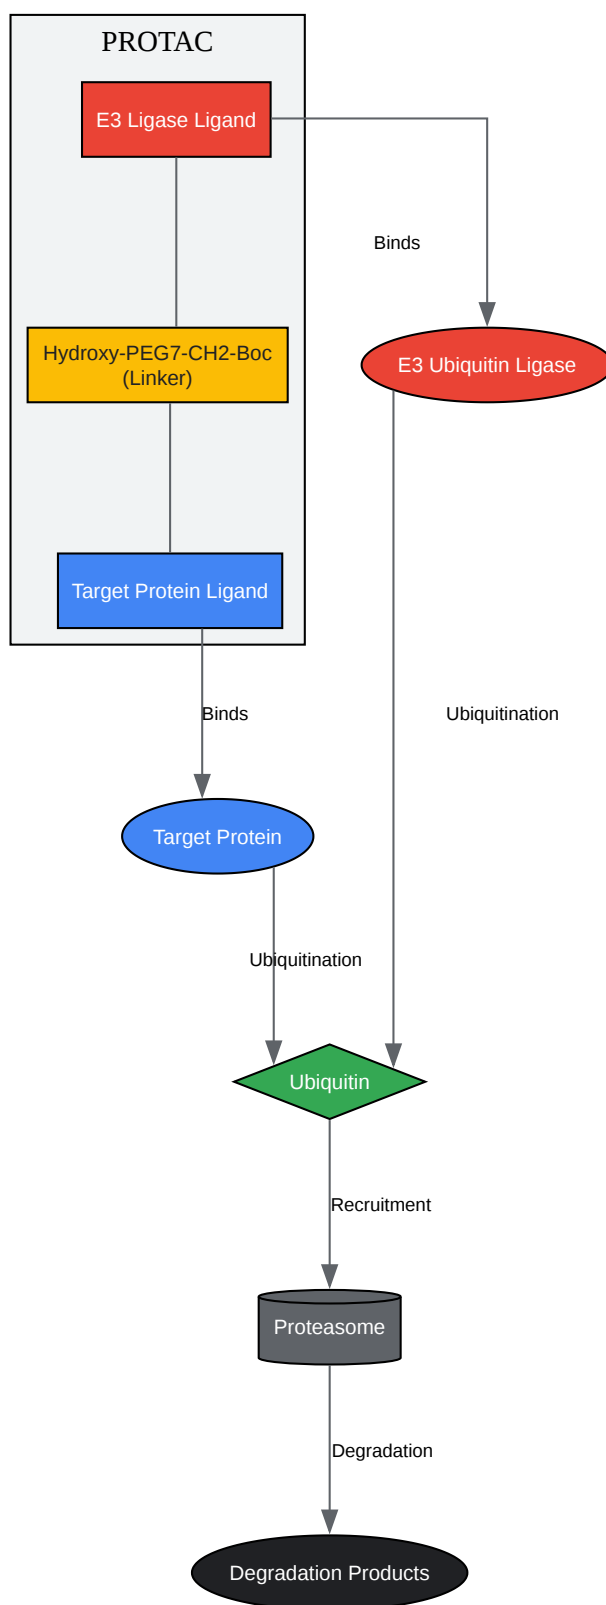 PROTAC
E3 Ligase Ligand
Binds
Hydroxy-PEG7-CH2-Boc
(Linker)
E3 Ubiquitin Ligase
Target Protein Ligand
Binds
Ubiquitination
Target Protein
Ubiquitination
Ubiquitin
Recruitment
Proteasome
Degradation
Degradation Products